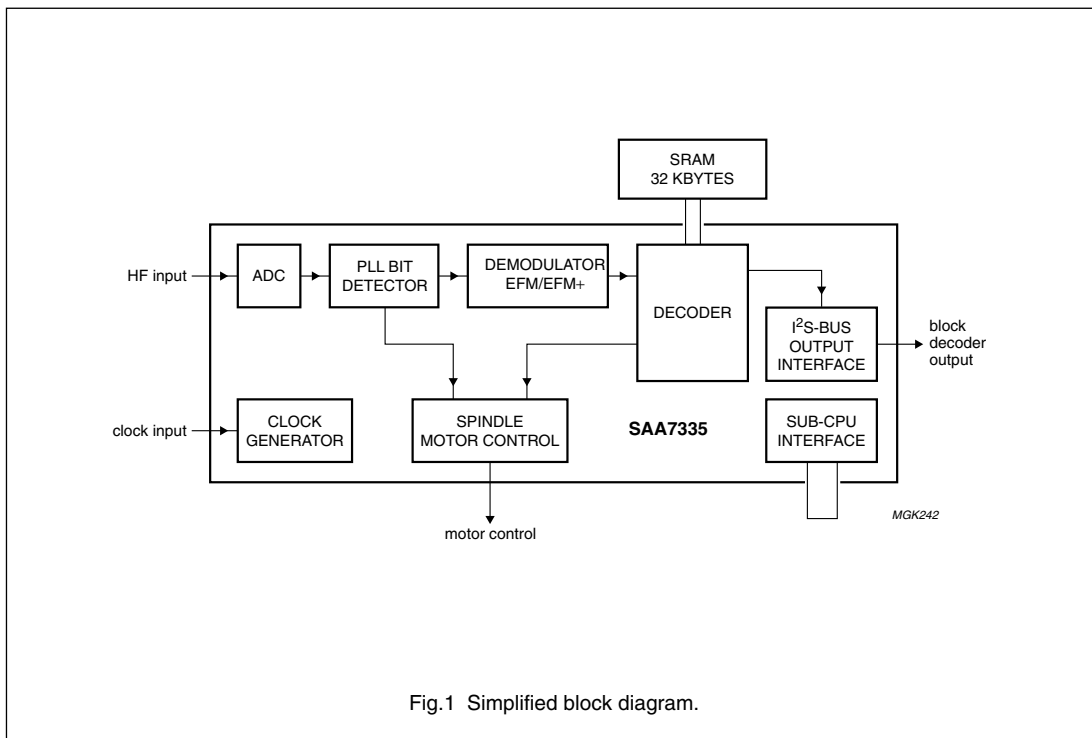 SRAM
32 KBYTES
HF input
ADC
PLL BIT
DETECTOR
DEMODULATOR
EFM/EFM+
DECODER
I²S-BUS
OUTPUT
INTERFACE
block
decoder
output
clock input
CLOCK
GENERATOR
SPINDLE
MOTOR CONTROL
SAA7335
SUB-CPU
INTERFACE
MGK242
motor control
Fig.1 Simplified block diagram.